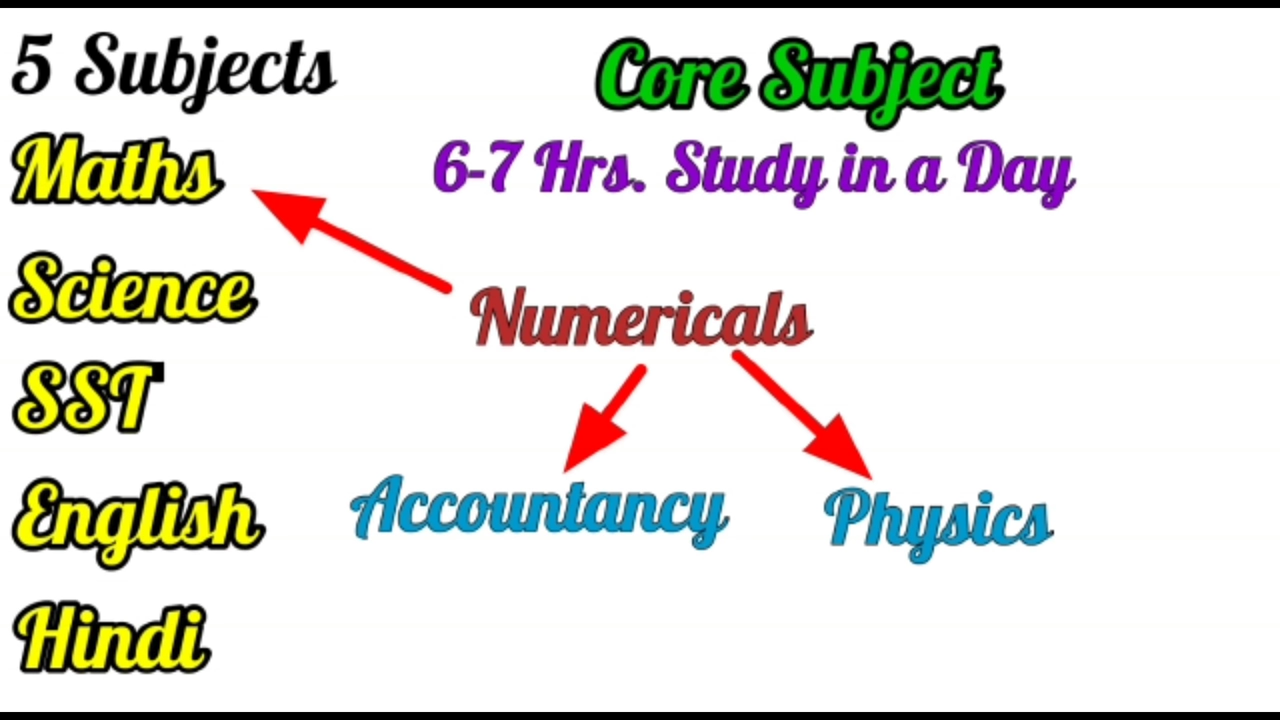 5 Subjects
Maths
Science
SST
English
Hindi
Core Subject
6-7 Hrs. Study in a Day
Numericals
Accountancy
Physics